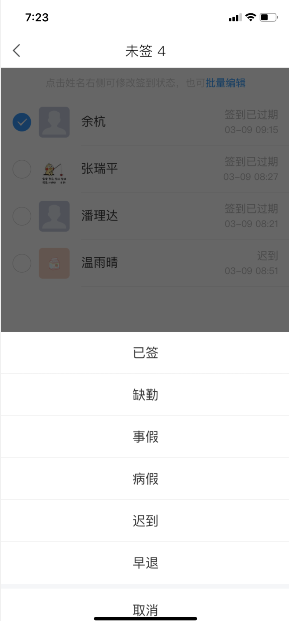 7:23
未签 4
点击姓名右侧可修改签到状态，也可批量编辑
余杭
签到已过期
03-09 09:15
张瑞平
签到已过期
03-09 08:27
潘理达
签到已过期
03-09 08:21
温雨晴
迟到
03-09 08:51
已签
缺勤
事假
病假
迟到
早退
取消